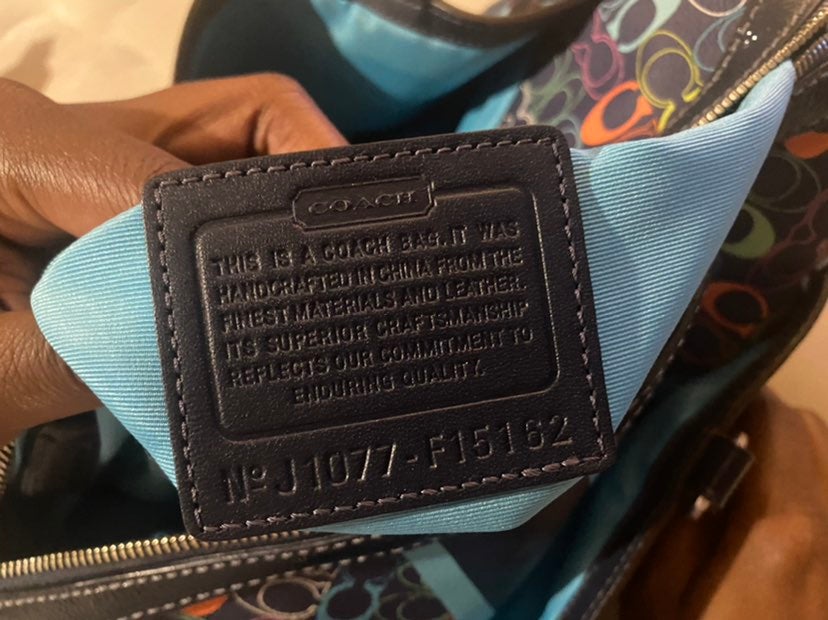 COACH
THIS IS A COACH BAG. IT WAS
HANDCRAFTED IN CHINA FROM THE
FINEST MATERIALS AND LEATHER.
ITS SUPERIOR CRAFTSMANSHIP
REFLECTS OUR COMMITMENT TO
ENDURING QUALITY.
Nº J1077-F15162